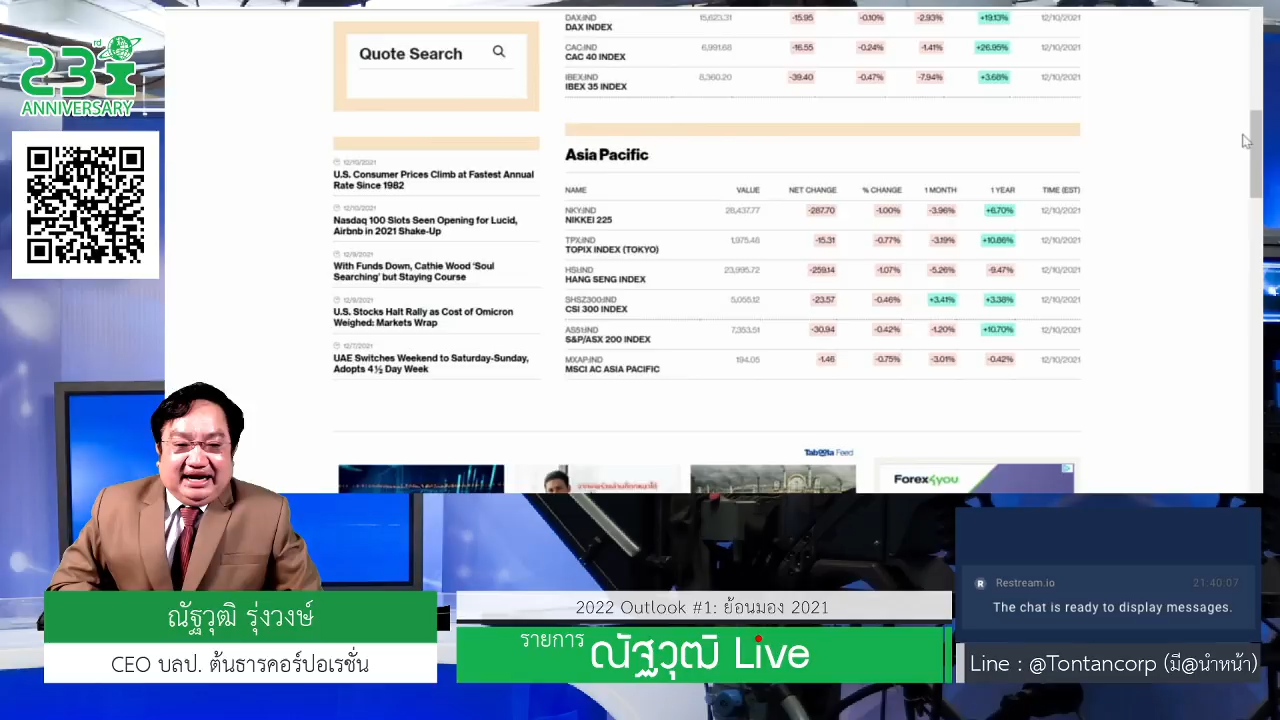 23rd
ANNIVERSARY
Quote Search
12/10/2021
U.S. Consumer Prices Climb at Fastest Annual
Rate Since 1982
12/10/2021
Nasdaq 100 Slots Seen Opening for Lucid,
Airbnb in 2021 Shake-Up
12/9/2021
With Funds Down, Cathie Wood ‘Soul
Searching’ but Staying Course
12/8/2021
U.S. Stocks Halt Rally as Cost of Omicron
Weighed: Markets Wrap
12/7/2021
UAE Switches Weekend to Saturday-Sunday,
Adopts 4½ Day Week
DAX:IND 15,623.31 -15.95 -0.10% -2.93% +19.13% 12/10/2021
DAX INDEX
CAC:IND 6,991.68 -16.55 -0.24% -1.41% +26.95% 12/10/2021
CAC 40 INDEX
IBEX:IND 8,360.20 -39.40 -0.47% -7.94% +3.68% 12/10/2021
IBEX 35 INDEX
Asia Pacific
NAME VALUE NET CHANGE % CHANGE 1 MONTH 1 YEAR TIME (EST)
NKY:IND 28,437.77 -287.70 -1.00% -3.96% +6.70% 12/10/2021
NIKKEI 225
TPX:IND 1,975.48 -15.31 -0.77% -3.19% +10.86% 12/10/2021
TOPIX INDEX (TOKYO)
HSI:IND 23,995.72 -259.14 -1.07% -5.26% -9.47% 12/10/2021
HANG SENG INDEX
SHSZ300:IND 5,055.12 -23.57 -0.46% +3.41% +3.38% 12/10/2021
CSI 300 INDEX
AS51:IND 7,353.51 -30.94 -0.42% -1.20% +10.70% 12/10/2021
S&P/ASX 200 INDEX
MXAP:IND 194.05 -1.46 -0.75% -3.01% -0.42% 12/10/2021
MSCI AC ASIA PACIFIC
Taboola Feed
Forex4you
ณัฐวุฒิ รุ่งวงษ์
CEO บลป. ต้นธารคอร์ปอเรชั่น
2022 Outlook #1: ย้อนมอง 2021
รายการ ณัฐวุฒิ Live
R Restream.io 21:40:07
The chat is ready to display messages.
Line : @Tontancorp (มี@นำหน้า)